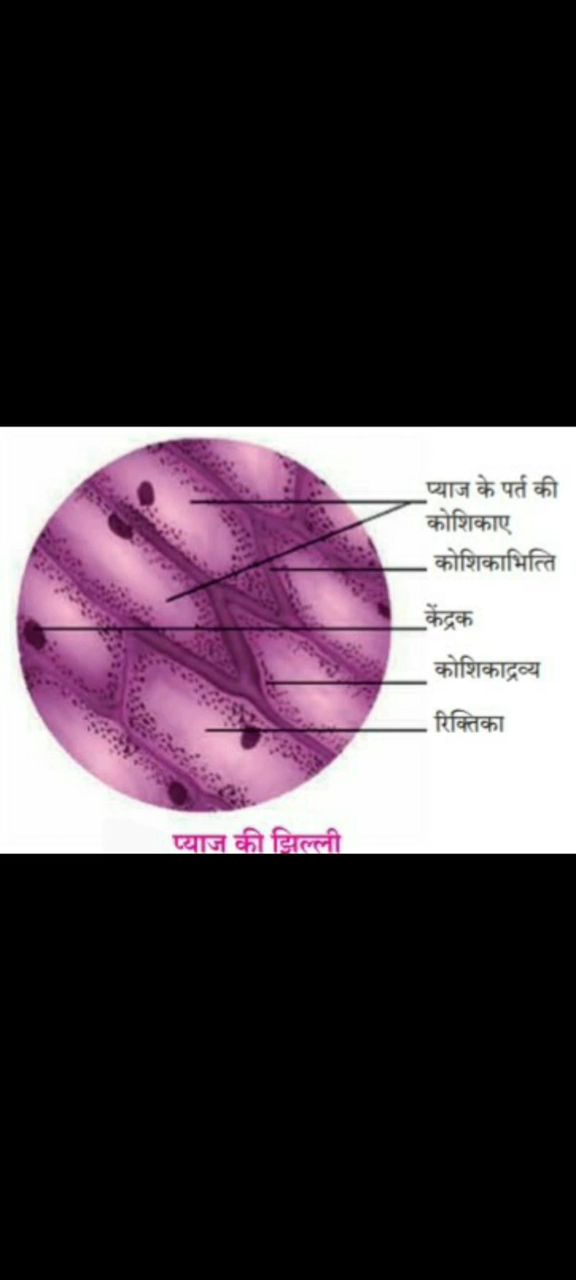 प्याज के पर्त की
कोशिकाए
कोशिकाभित्ति
केंद्रक
कोशिकाद्रव्य
रिक्तिका
प्याज की झिल्ली